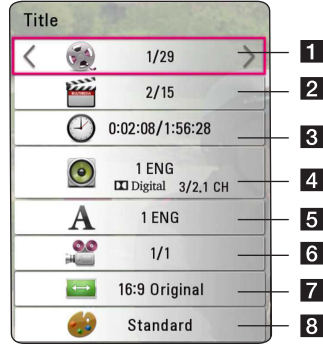 Title
1/29
1
2/15
2
0:02:08/1:56:28
3
1 ENG
Digital 3/2.1 CH
4
A 1 ENG
5
1/1
6
16:9 Original
7
Standard
8